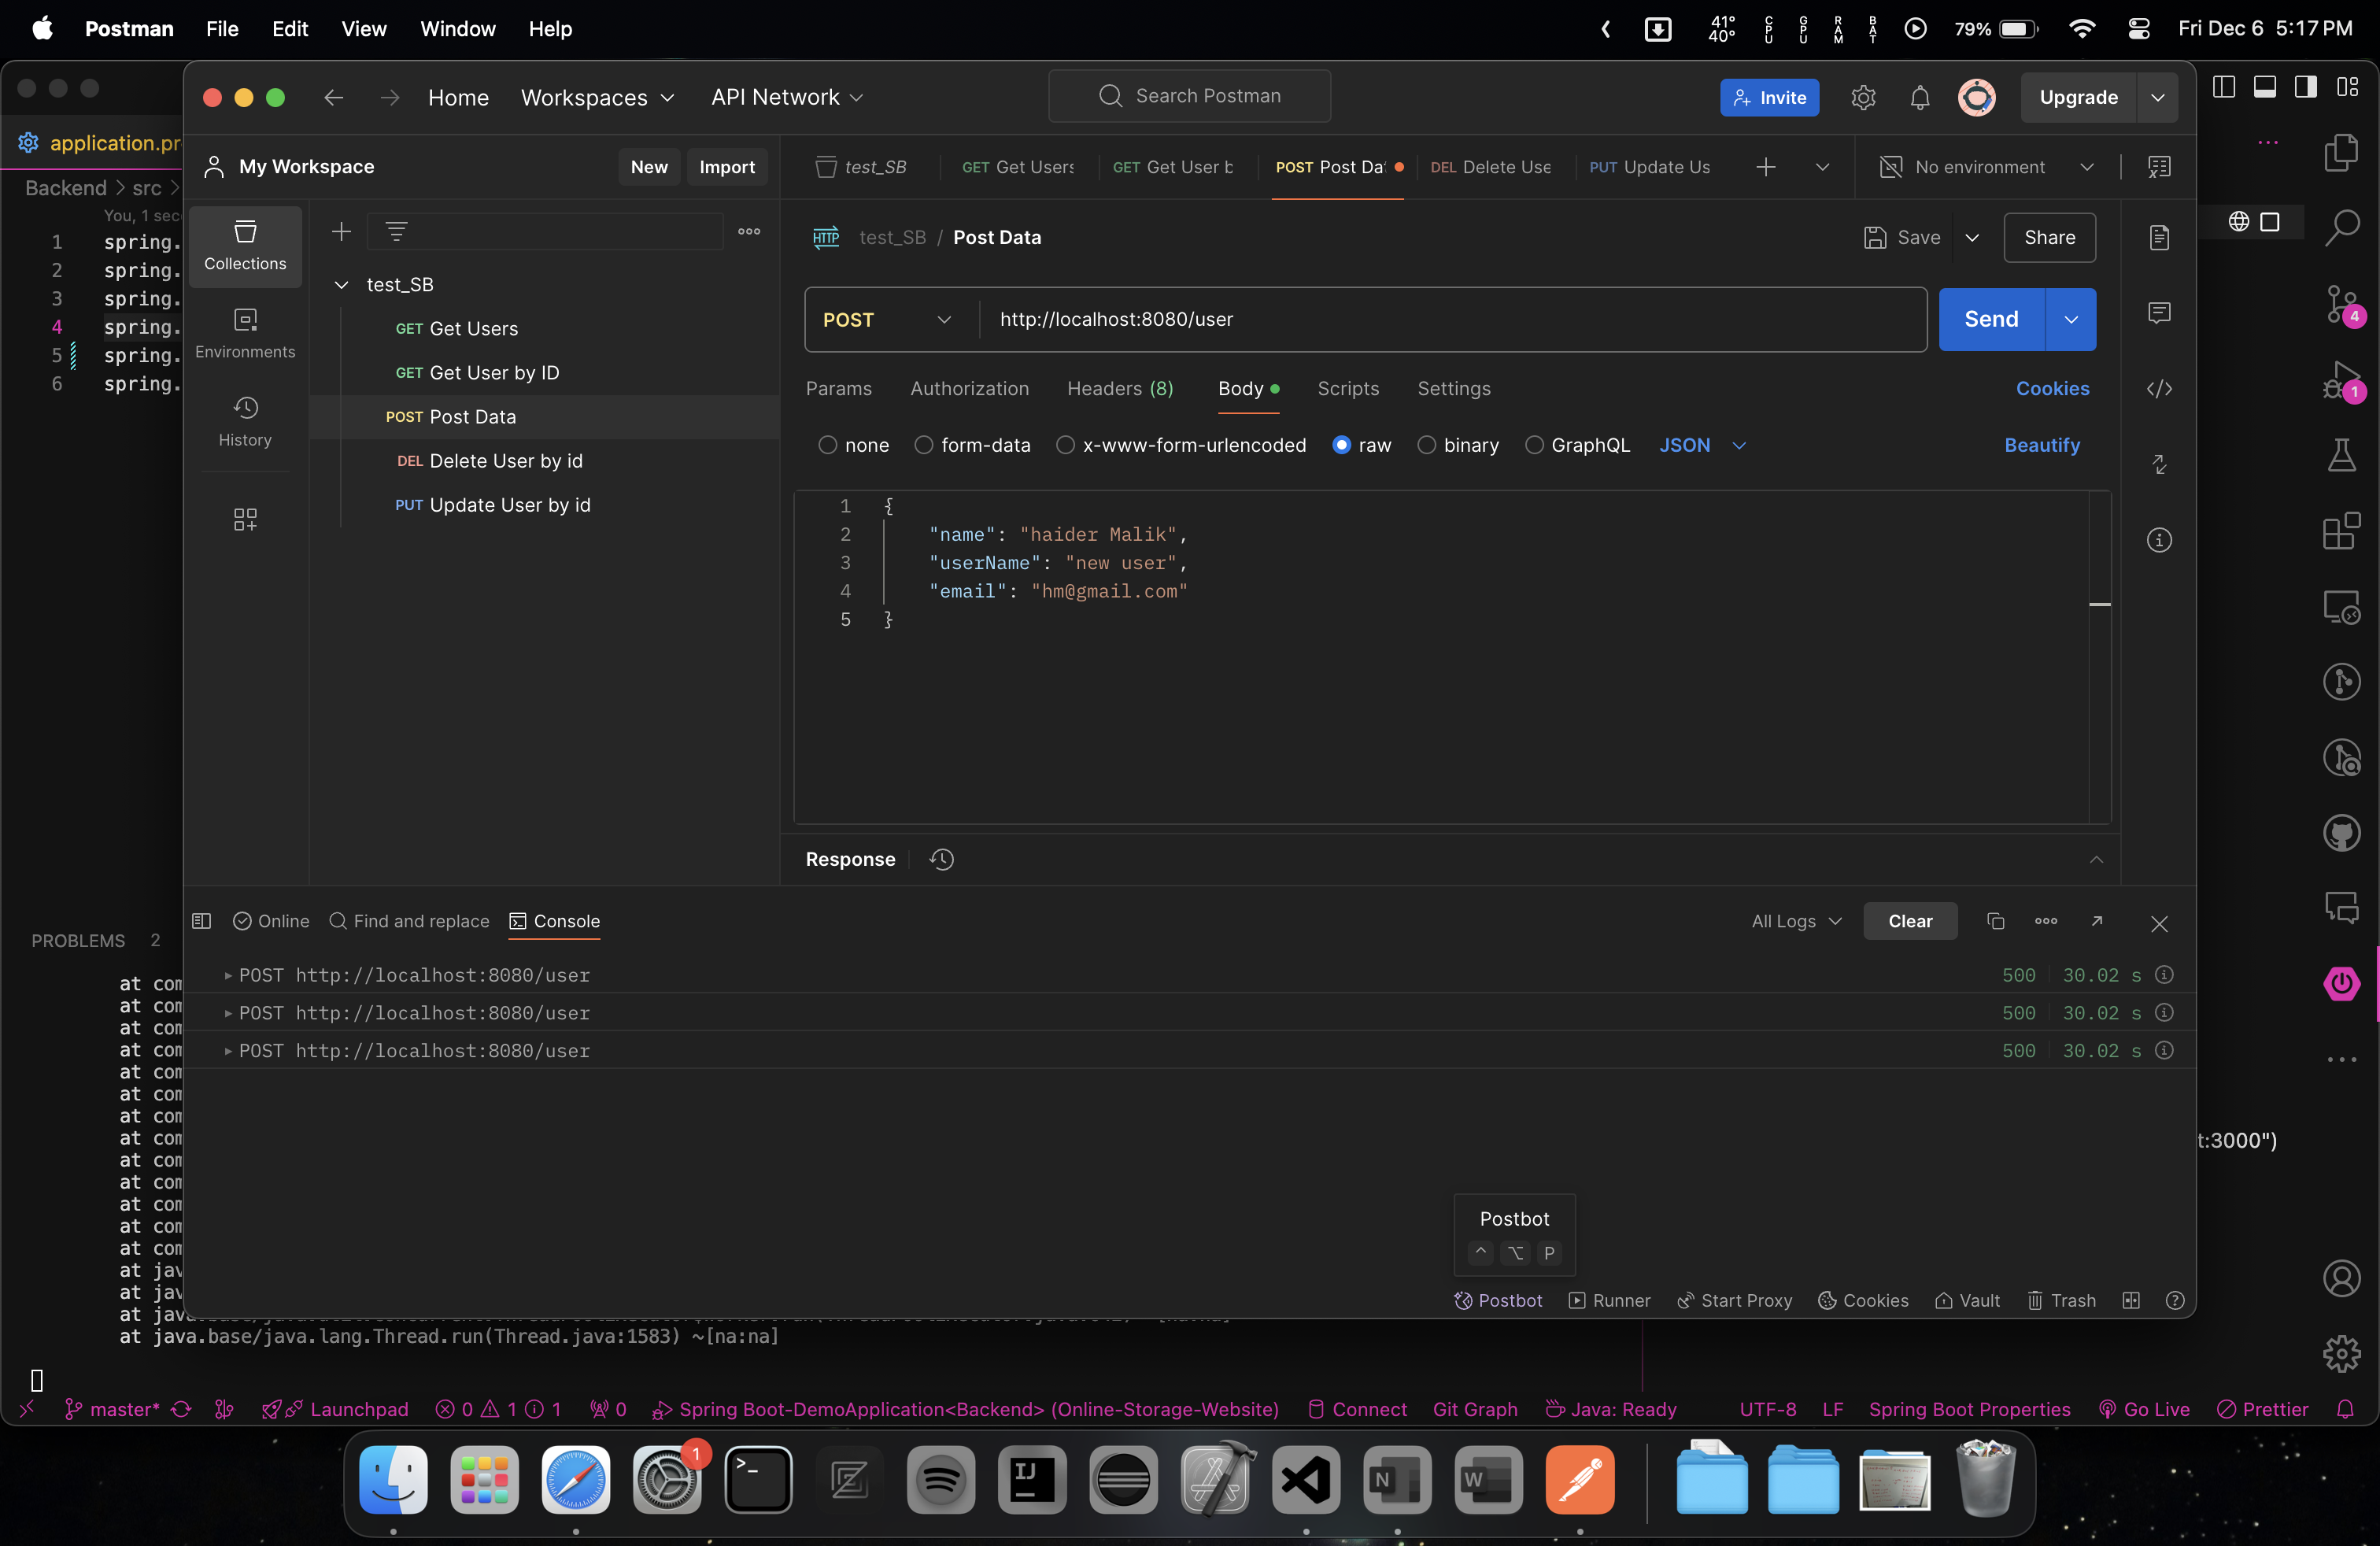 Postman File Edit View Window Help
41° 40° CPU GPU RAM BAT 79% Fri Dec 6 5:17 PM
Home Workspaces API Network Search Postman Invite Upgrade
application.pr
My Workspace New Import
test_SB GET Get Users GET Get User b POST Post Da DEL Delete Use PUT Update Us No environment
Backend > src >
You, 1 sec
1 spring.
2 spring.
3 spring.
4 spring.
5 spring.
6 spring.
Collections
Environments
History
test_SB
GET Get Users
GET Get User by ID
POST Post Data
DEL Delete User by id
PUT Update User by id
HTTP test_SB / Post Data Save Share
POST http://localhost:8080/user Send
Params Authorization Headers (8) Body Scripts Settings Cookies
none form-data x-www-form-urlencoded raw binary GraphQL JSON Beautify
1 {
2 "name": "haider Malik",
3 "userName": "new user",
4 "email": "hm@gmail.com"
5 }
4
1
Response
Online Find and replace Console All Logs Clear
POST http://localhost:8080/user 500 30.02 s
POST http://localhost:8080/user 500 30.02 s
POST http://localhost:8080/user 500 30.02 s
PROBLEMS 2
at com
at com
at com
at com
at com
at com
at com
at com
at com
at com
at com
at com
at com
at jav
at jav
at jav
at java.base/java.lang.Thread.run(Thread.java:1583) ~[na:na]
t:3000")
Postbot
^ ⌥ P
Postbot Runner Start Proxy Cookies Vault Trash
master* Launchpad 0 1 1 0 Spring Boot-DemoApplication<Backend> (Online-Storage-Website) Connect Git Graph Java: Ready UTF-8 LF Spring Boot Properties Go Live Prettier
1
>_
IJ
N
W